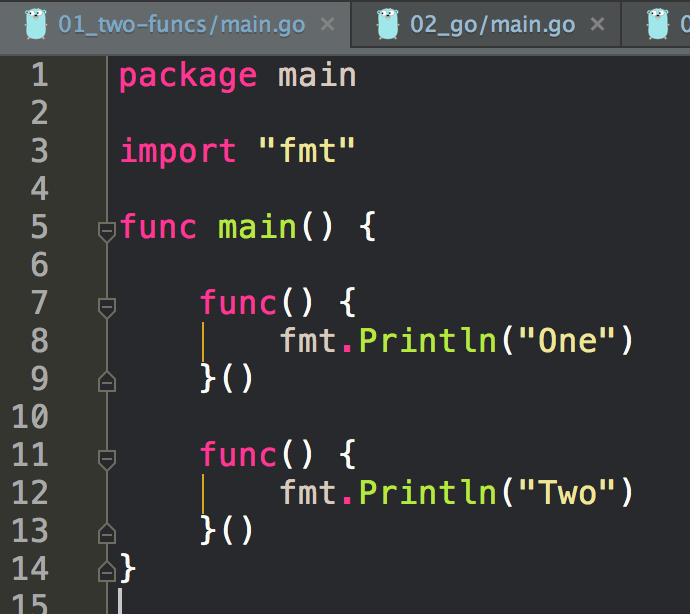 01_two-funcs/main.go × 02_go/main.go × 0
1 package main
2
3 import "fmt"
4
5 func main() {
6
7     func() {
8         fmt.Println("One")
9     }()
10
11     func() {
12         fmt.Println("Two")
13     }()
14 }
15